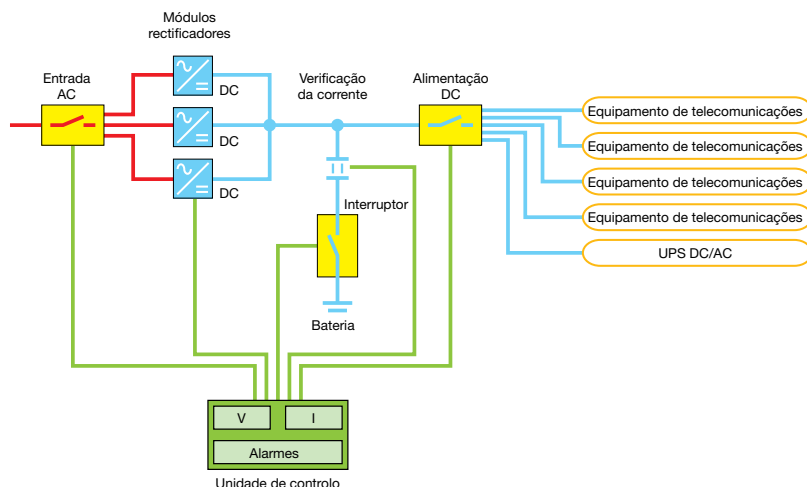 Módulos
rectificadores
Entrada
AC
DC
DC
DC
Verificação
da corrente
Alimentação
DC
Equipamento de telecomunicações
Equipamento de telecomunicações
Equipamento de telecomunicações
Equipamento de telecomunicações
UPS DC/AC
Interruptor
Bateria
V
I
Alarmes
Unidade de controlo